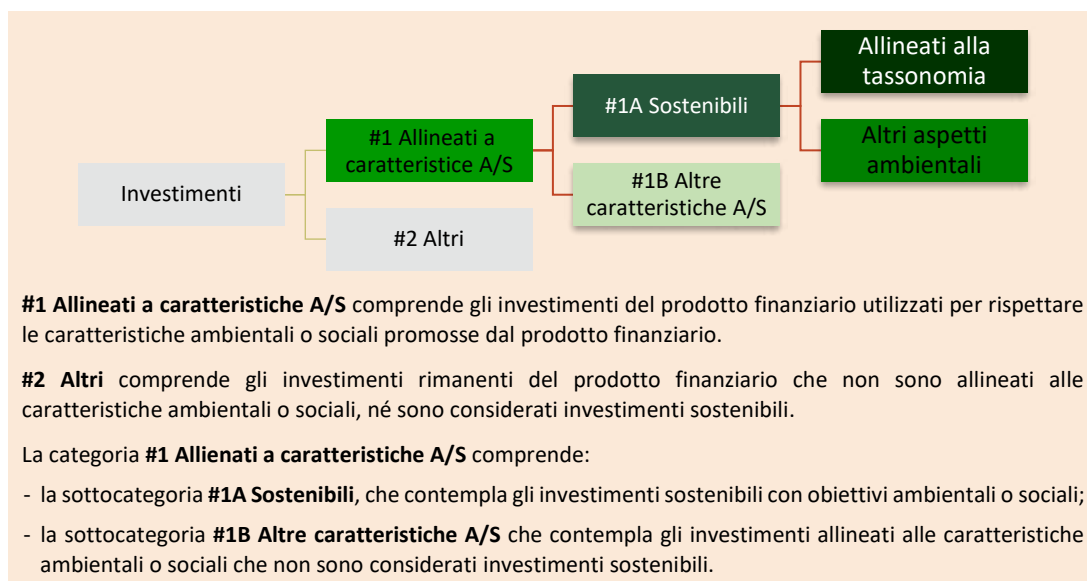 Allineati alla
tassonomia
#1A Sostenibili
#1 Allineati a
caratteristice A/S
Altri aspetti
ambientali
Investimenti
#1B Altre
caratteristiche A/S
#2 Altri
#1 Allineati a caratteristiche A/S comprende gli investimenti del prodotto finanziario utilizzati per rispettare
le caratteristiche ambientali o sociali promosse dal prodotto finanziario.
#2 Altri comprende gli investimenti rimanenti del prodotto finanziario che non sono allineati alle
caratteristiche ambientali o sociali, né sono considerati investimenti sostenibili.
La categoria #1 Allienati a caratteristiche A/S comprende:
- la sottocategoria #1A Sostenibili, che contempla gli investimenti sostenibili con obiettivi ambientali o sociali;
- la sottocategoria #1B Altre caratteristiche A/S che contempla gli investimenti allineati alle caratteristiche
ambientali o sociali che non sono considerati investimenti sostenibili.